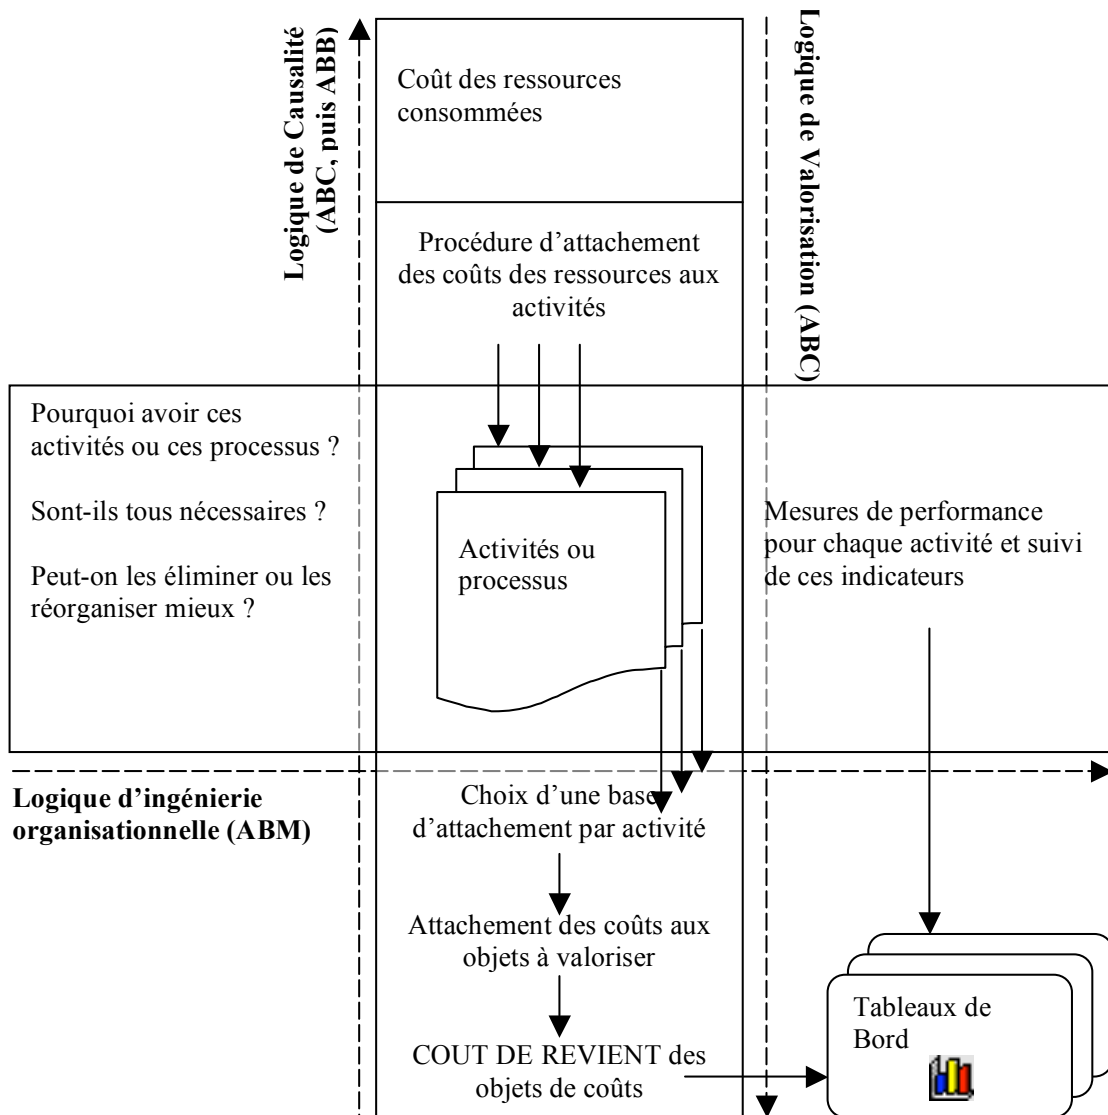 Logique de Causalité
(ABC, puis ABB)
Coût des ressources
consommées
Logique de Valorisation (ABC)
Procédure d’attachement
des coûts des ressources aux
activités
Pourquoi avoir ces
activités ou ces processus ?
Sont-ils tous nécessaires ?
Peut-on les éliminer ou les
réorganiser mieux ?
Activités ou
processus
Mesures de performance
pour chaque activité et suivi
de ces indicateurs
Logique d’ingénierie
organisationnelle (ABM)
Choix d’une base
d’attachement par activité
Attachement des coûts aux
objets à valoriser
COUT DE REVIENT des
objets de coûts
Tableaux de
Bord